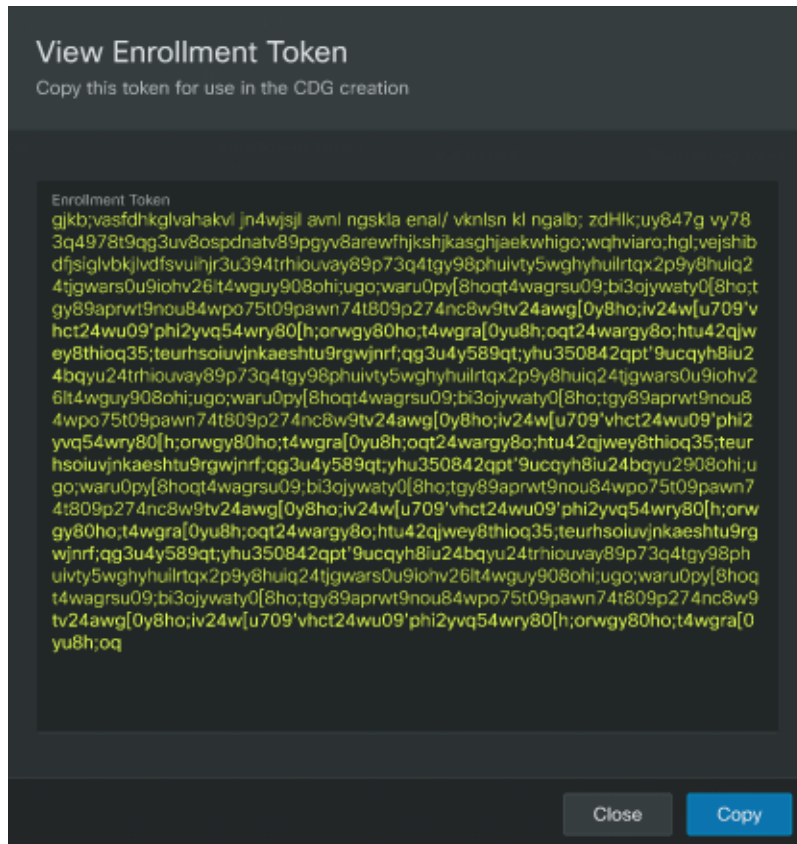 View Enrollment Token
Copy this token for use in the CDG creation
Enrollment Token
gjkb;vasfdhkglvahakvl jn4wjsjl avnl ngskla enal/ vknlsn kl ngalb; zdHlk;uy847g vy78
3q4978t9qg3uv8ospdnatv89pgyv8arewfhjkshjkasghjaekwhigo;wqhviaro;hgl;vejshib
dfjsiglvbkjlvdfsvuihjr3u394trhiouvay89p73q4tgy98phuivty5wghyhuilrtqx2p9y8huiq2
4tjgwars0u9iohv26lt4wguy908ohi;ugo;waru0py[8hoqt4wagrsu09;bi3ojywaty0[8ho;t
gy89aprwt9nou84wpo75t09pawn74t809p274nc8w9tv24awg[0y8ho;iv24w[u709'v
hct24wu09'phi2yvq54wry80[h;orwgy80ho;t4wgra[0yu8h;oqt24wargy8o;htu42qjw
ey8thioq35;teurhsoiuvjnkaeshtu9rgwjnrf;qg3u4y589qt;yhu350842qpt'9ucqyh8iu2
4bqyu24trhiouvay89p73q4tgy98phuivty5wghyhuilrtqx2p9y8huiq24tjgwars0u9iohv2
6lt4wguy908ohi;ugo;waru0py[8hoqt4wagrsu09;bi3ojywaty0[8ho;tgy89aprwt9nou8
4wpo75t09pawn74t809p274nc8w9tv24awg[0y8ho;iv24w[u709'vhct24wu09'phi2
yvq54wry80[h;orwgy80ho;t4wgra[0yu8h;oqt24wargy8o;htu42qjwey8thioq35;teur
hsoiuvjnkaeshtu9rgwjnrf;qg3u4y589qt;yhu350842qpt'9ucqyh8iu24bqyu2908ohi;u
go;waru0py[8hoqt4wagrsu09;bi3ojywaty0[8ho;tgy89aprwt9nou84wpo75t09pawn7
4t809p274nc8w9tv24awg[0y8ho;iv24w[u709'vhct24wu09'phi2yvq54wry80[h;orw
gy80ho;t4wgra[0yu8h;oqt24wargy8o;htu42qjwey8thioq35;teurhsoiuvjnkaeshtu9rg
wjnrf;qg3u4y589qt;yhu350842qpt'9ucqyh8iu24bqyu24trhiouvay89p73q4tgy98ph
uivty5wghyhuilrtqx2p9y8huiq24tjgwars0u9iohv26lt4wguy908ohi;ugo;waru0py[8hoq
t4wagrsu09;bi3ojywaty0[8ho;tgy89aprwt9nou84wpo75t09pawn74t809p274nc8w9
tv24awg[0y8ho;iv24w[u709'vhct24wu09'phi2yvq54wry80[h;orwgy80ho;t4wgra[0
yu8h;oq
Close
Copy